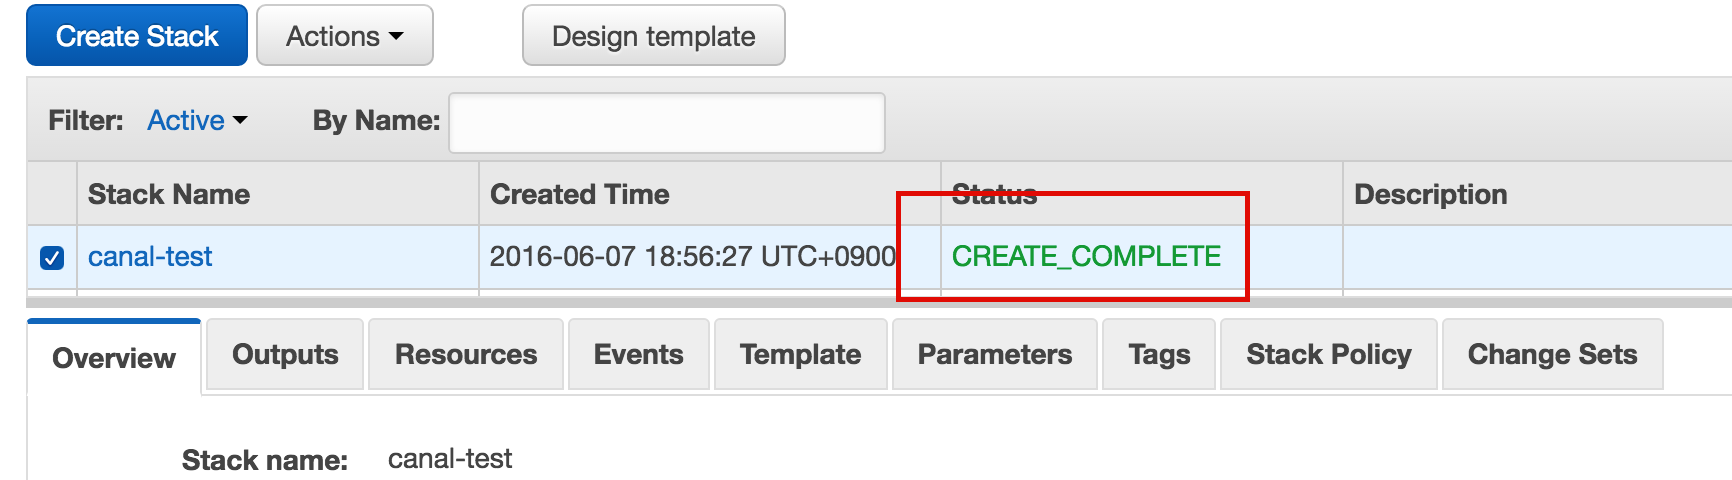 Create Stack Actions Design template
Filter: Active By Name:
Stack Name Created Time Status Description
canal-test 2016-06-07 18:56:27 UTC+0900 CREATE_COMPLETE
Overview Outputs Resources Events Template Parameters Tags Stack Policy Change Sets
Stack name: canal-test